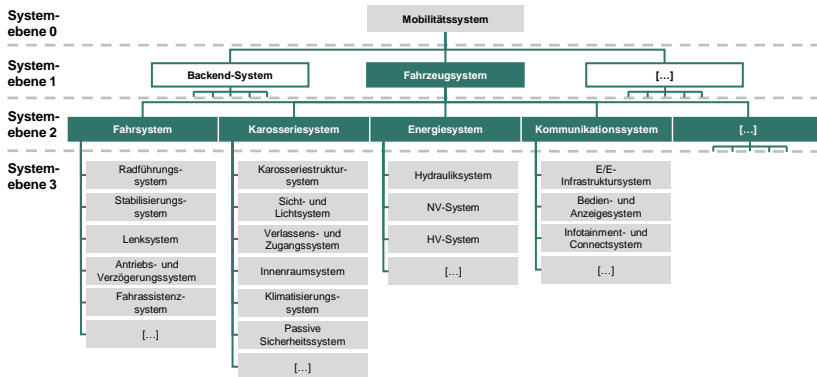 System-
ebene 0
Mobilitätssystem
System-
ebene 1
Backend-System
Fahrzeugsystem
[...]
System-
ebene 2
Fahrsystem
Karosseriesystem
Energiesystem
Kommunikationssystem
[...]
System-
ebene 3
Radführungs-
system
Stabilisierungs-
system
Lenksystem
Antriebs- und
Verzögerungssystem
Fahrassistenz-
system
[...]
Karosseriestruktur-
system
Sicht- und
Lichtsystem
Verlassens- und
Zugangssystem
Innenraumsystem
Klimatisierungs-
system
Passive
Sicherheitssystem
[...]
Hydrauliksystem
NV-System
HV-System
[...]
E/E-
Infrastruktursystem
Bedien- und
Anzeigesystem
Infotainment- und
Connectsystem
[...]